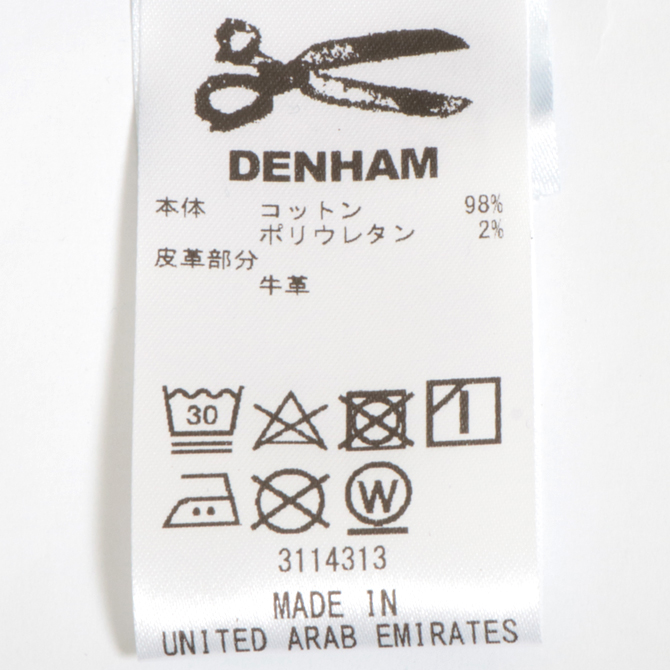 DENHAM
本体 コットン 98%
ポリウレタン 2%
皮革部分
牛革
30
W
3114313
MADE IN
UNITED ARAB EMIRATES